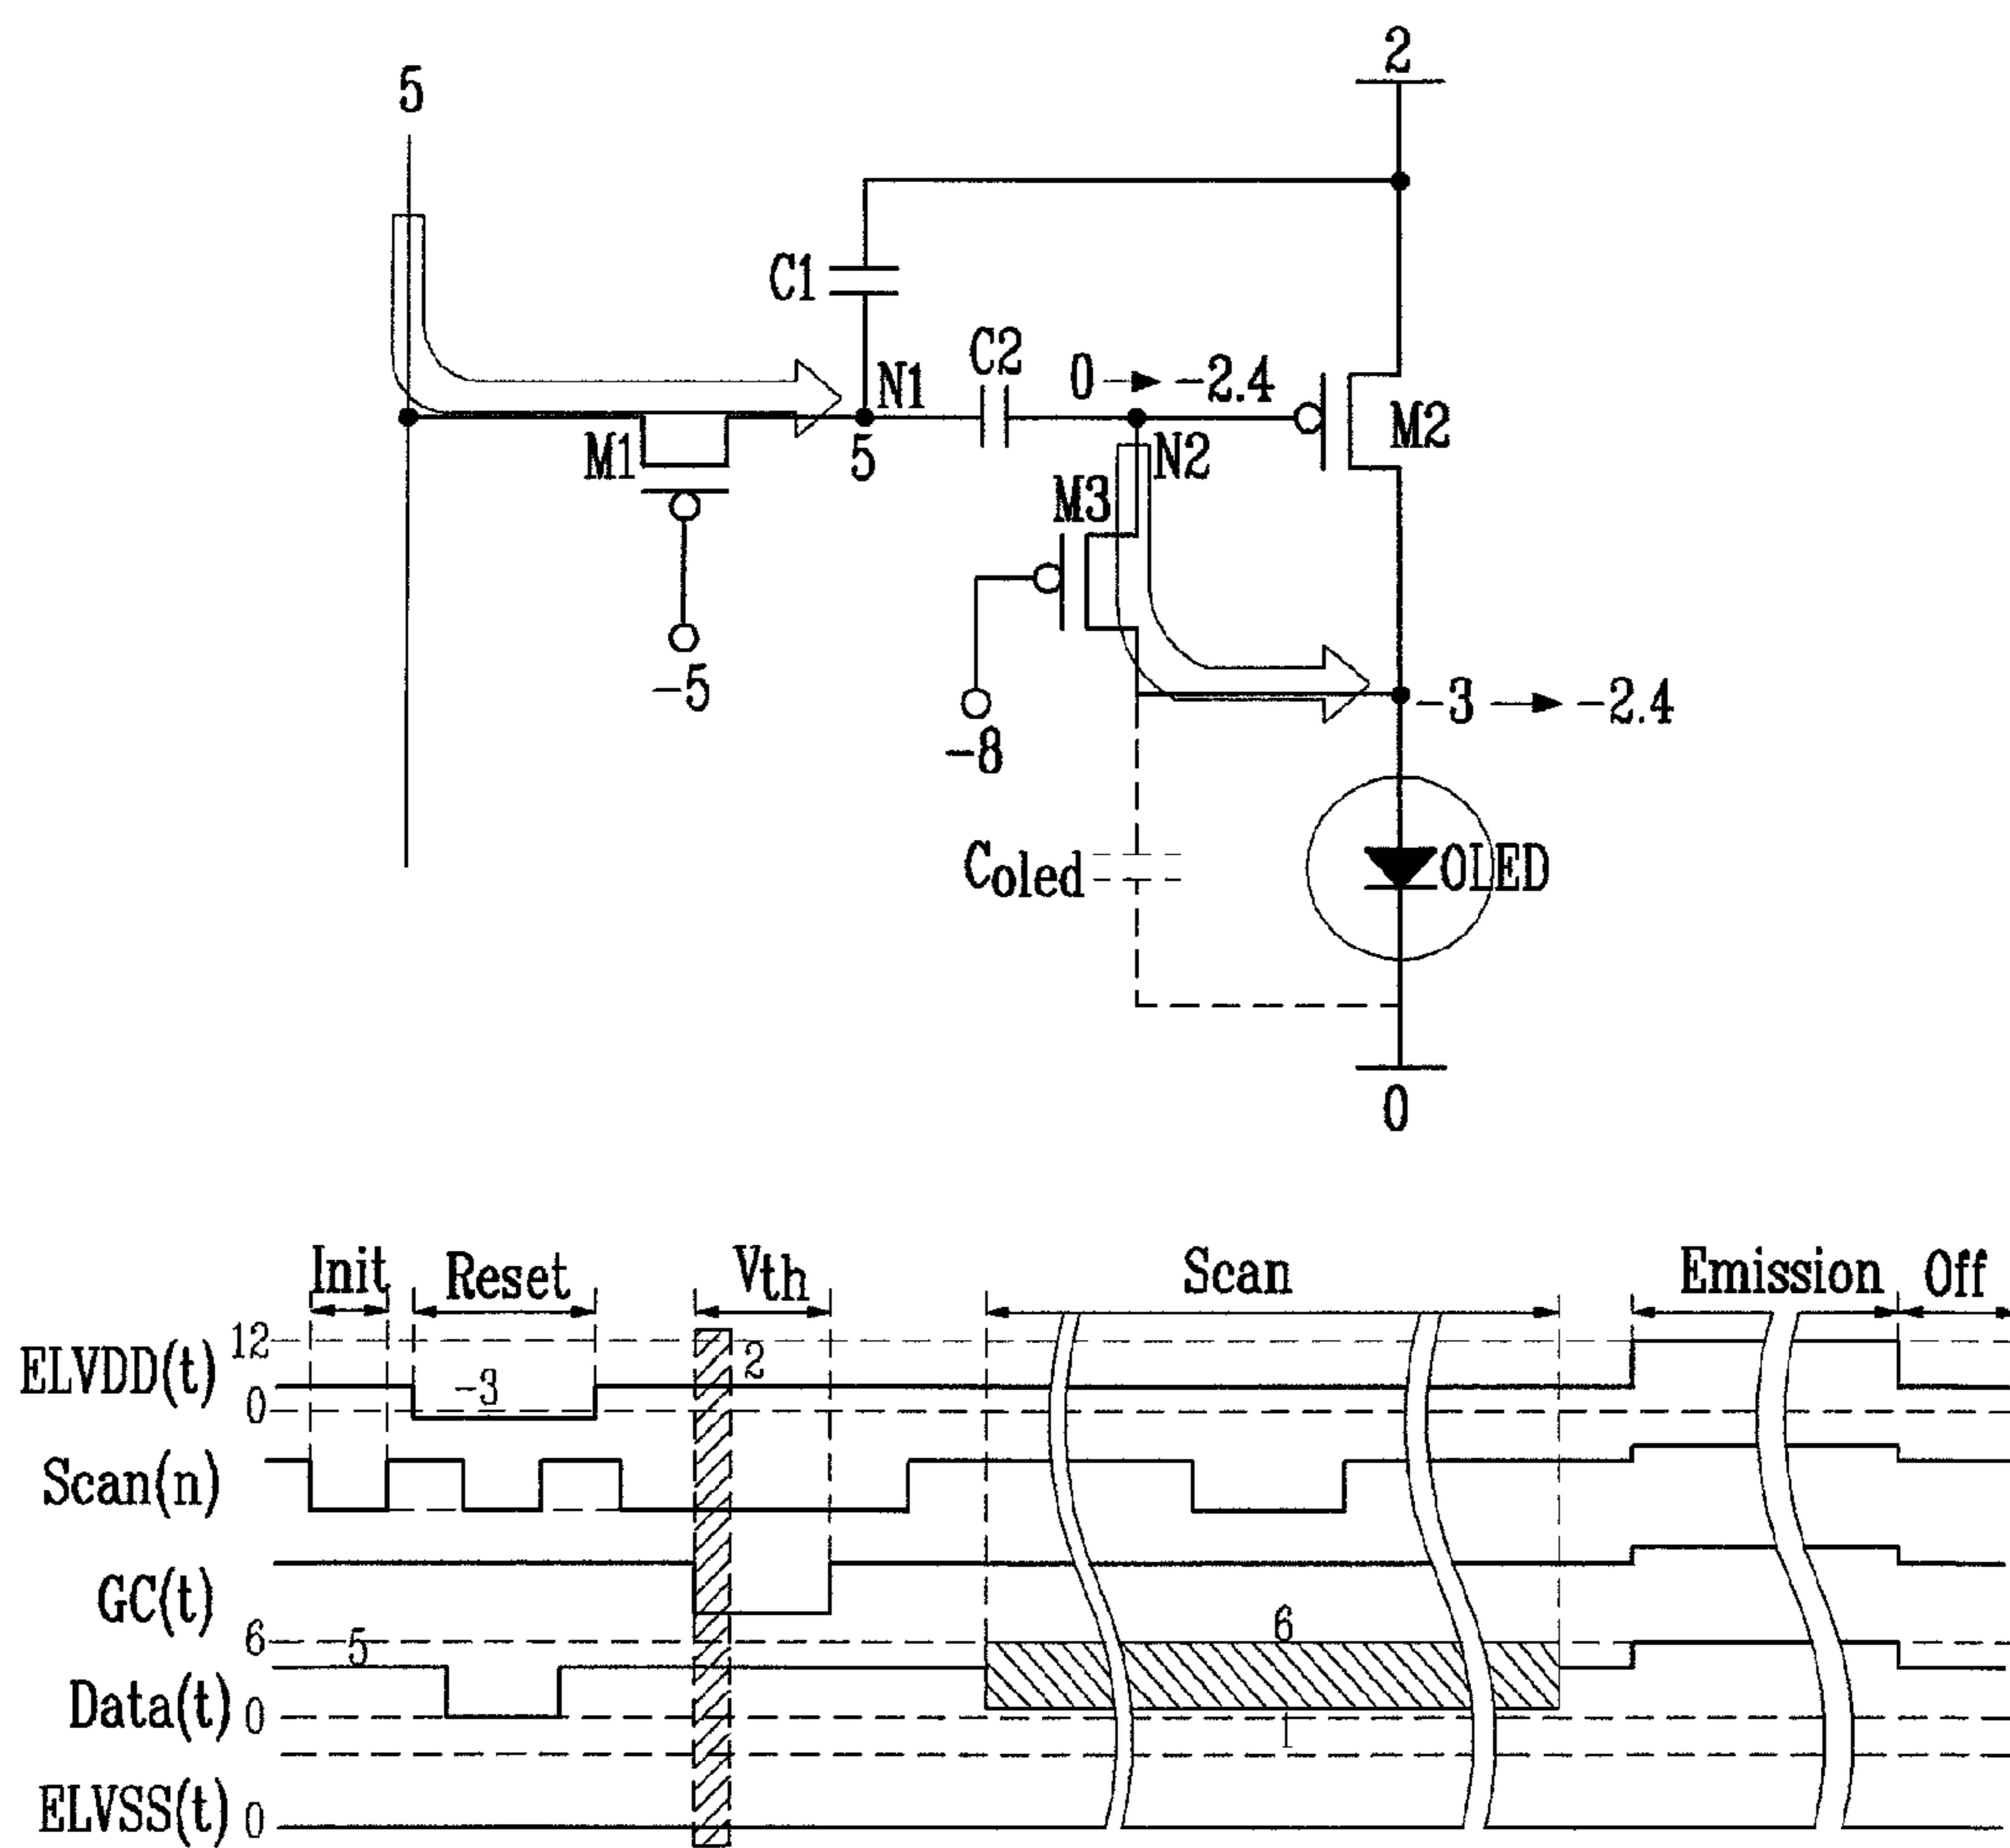 2
5
C1
C2
0 → -2.4
N1
M1
5
N2
M2
M3
-5
-8
-3 → -2.4
Coled
OLED
0
Init
Reset
Vth
Scan
Emission
Off
ELVDD(t)
12
0
-3
2
Scan(n)
GC(t)
Data(t)
6
5
0
6
1
ELVSS(t)
0